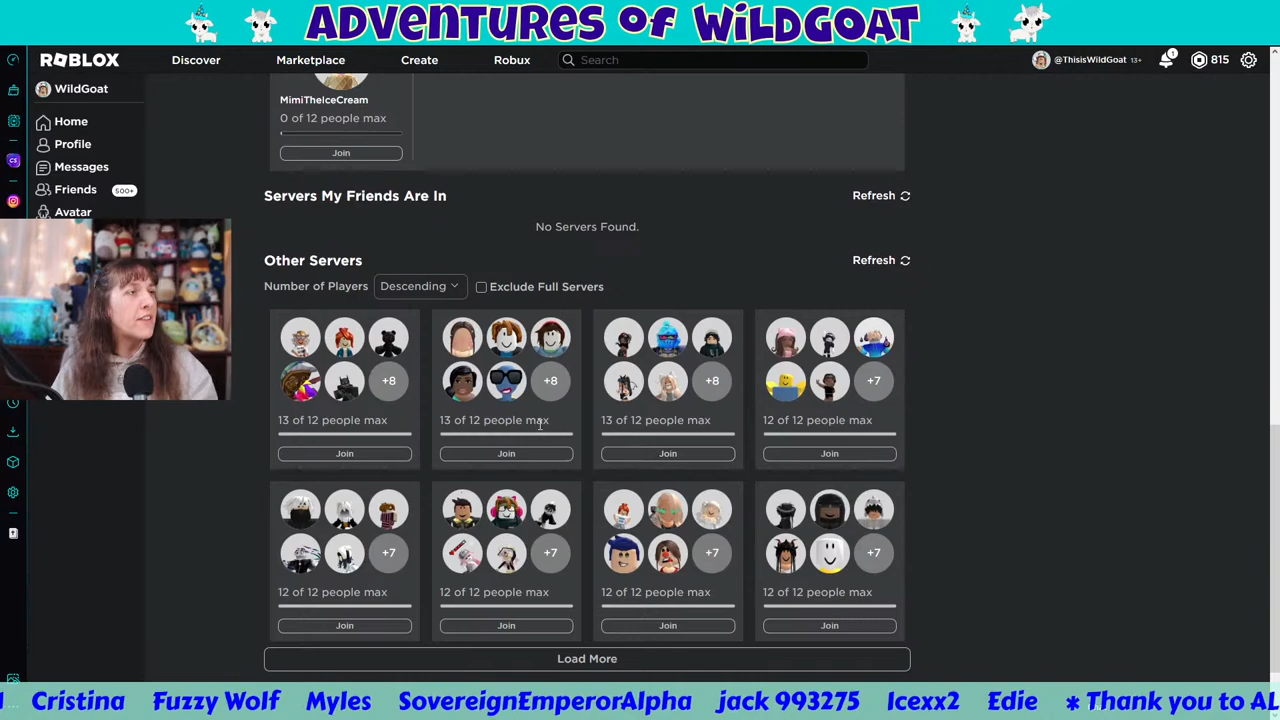 ADVENTURES OF WILDGOAT
ROBLOX Discover Marketplace Create Robux Search @ThisisWildGoat 13+ 1 815
WildGoat
Home
Profile
Messages
Friends 500+
Avatar
MimiTheIceCream
0 of 12 people max
Join
Servers My Friends Are In Refresh
No Servers Found.
Other Servers Refresh
Number of Players Descending Exclude Full Servers
+8 +8 +8 +7
13 of 12 people max 13 of 12 people max 13 of 12 people max 12 of 12 people max
Join Join Join Join
+7 +7 +7 +7
12 of 12 people max 12 of 12 people max 12 of 12 people max 12 of 12 people max
Join Join Join Join
Load More
Cristina Fuzzy Wolf Myles SovereignEmperorAlpha jack 993275 Icexx2 Edie * Thank you to AL